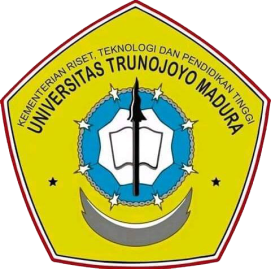 KEMENTERIAN RISET, TEKNOLOGI DAN PENDIDIKAN TINGGI
UNIVERSITAS TRUNOJOYO MADURA